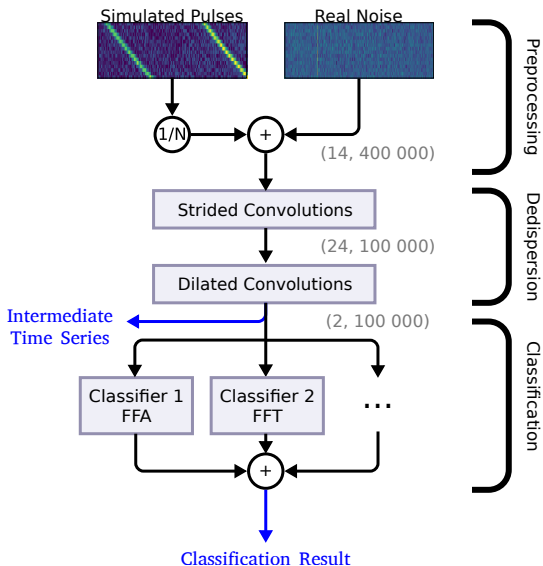 Simulated Pulses
Real Noise
Preprocessing
1/N
+
(14, 400 000)
Strided Convolutions
Dedispersion
(24, 100 000)
Dilated Convolutions
Intermediate
Time Series
(2, 100 000)
Classification
Classifier 1
FFA
Classifier 2
FFT
...
+
Classification Result